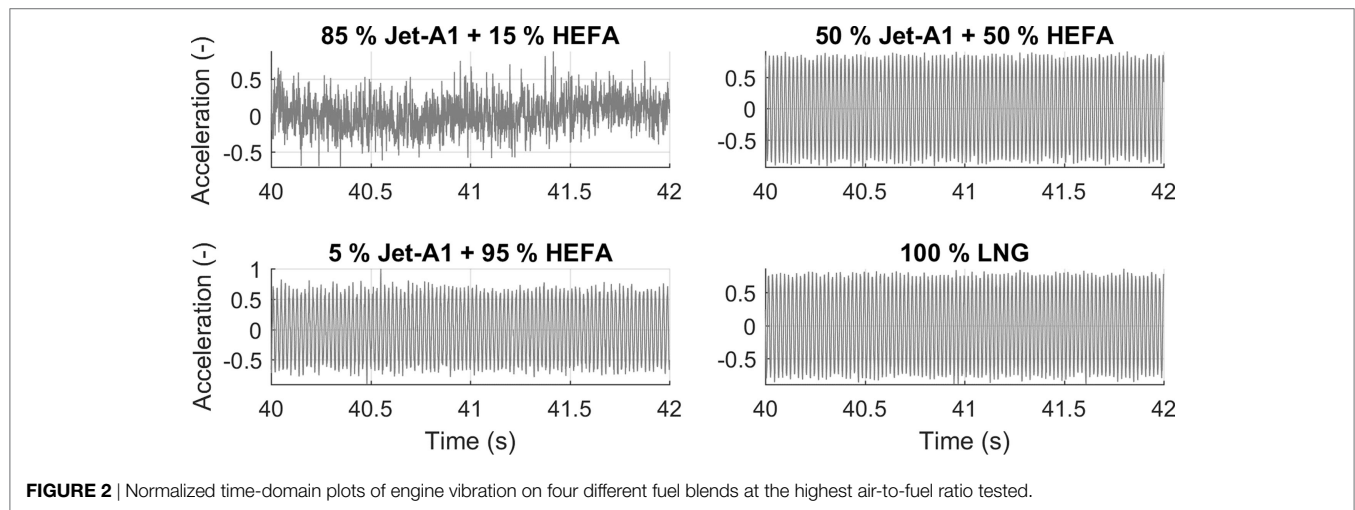 85 % Jet-A1 + 15 % HEFA
Acceleration (-)
0.5
0
-0.5
40 40.5 41 41.5 42
50 % Jet-A1 + 50 % HEFA
0.5
0
-0.5
40 40.5 41 41.5 42
5 % Jet-A1 + 95 % HEFA
Acceleration (-)
1
0.5
0
-0.5
40 40.5 41 41.5 42
Time (s)
100 % LNG
0.5
0
-0.5
40 40.5 41 41.5 42
Time (s)
FIGURE 2 | Normalized time-domain plots of engine vibration on four different fuel blends at the highest air-to-fuel ratio tested.